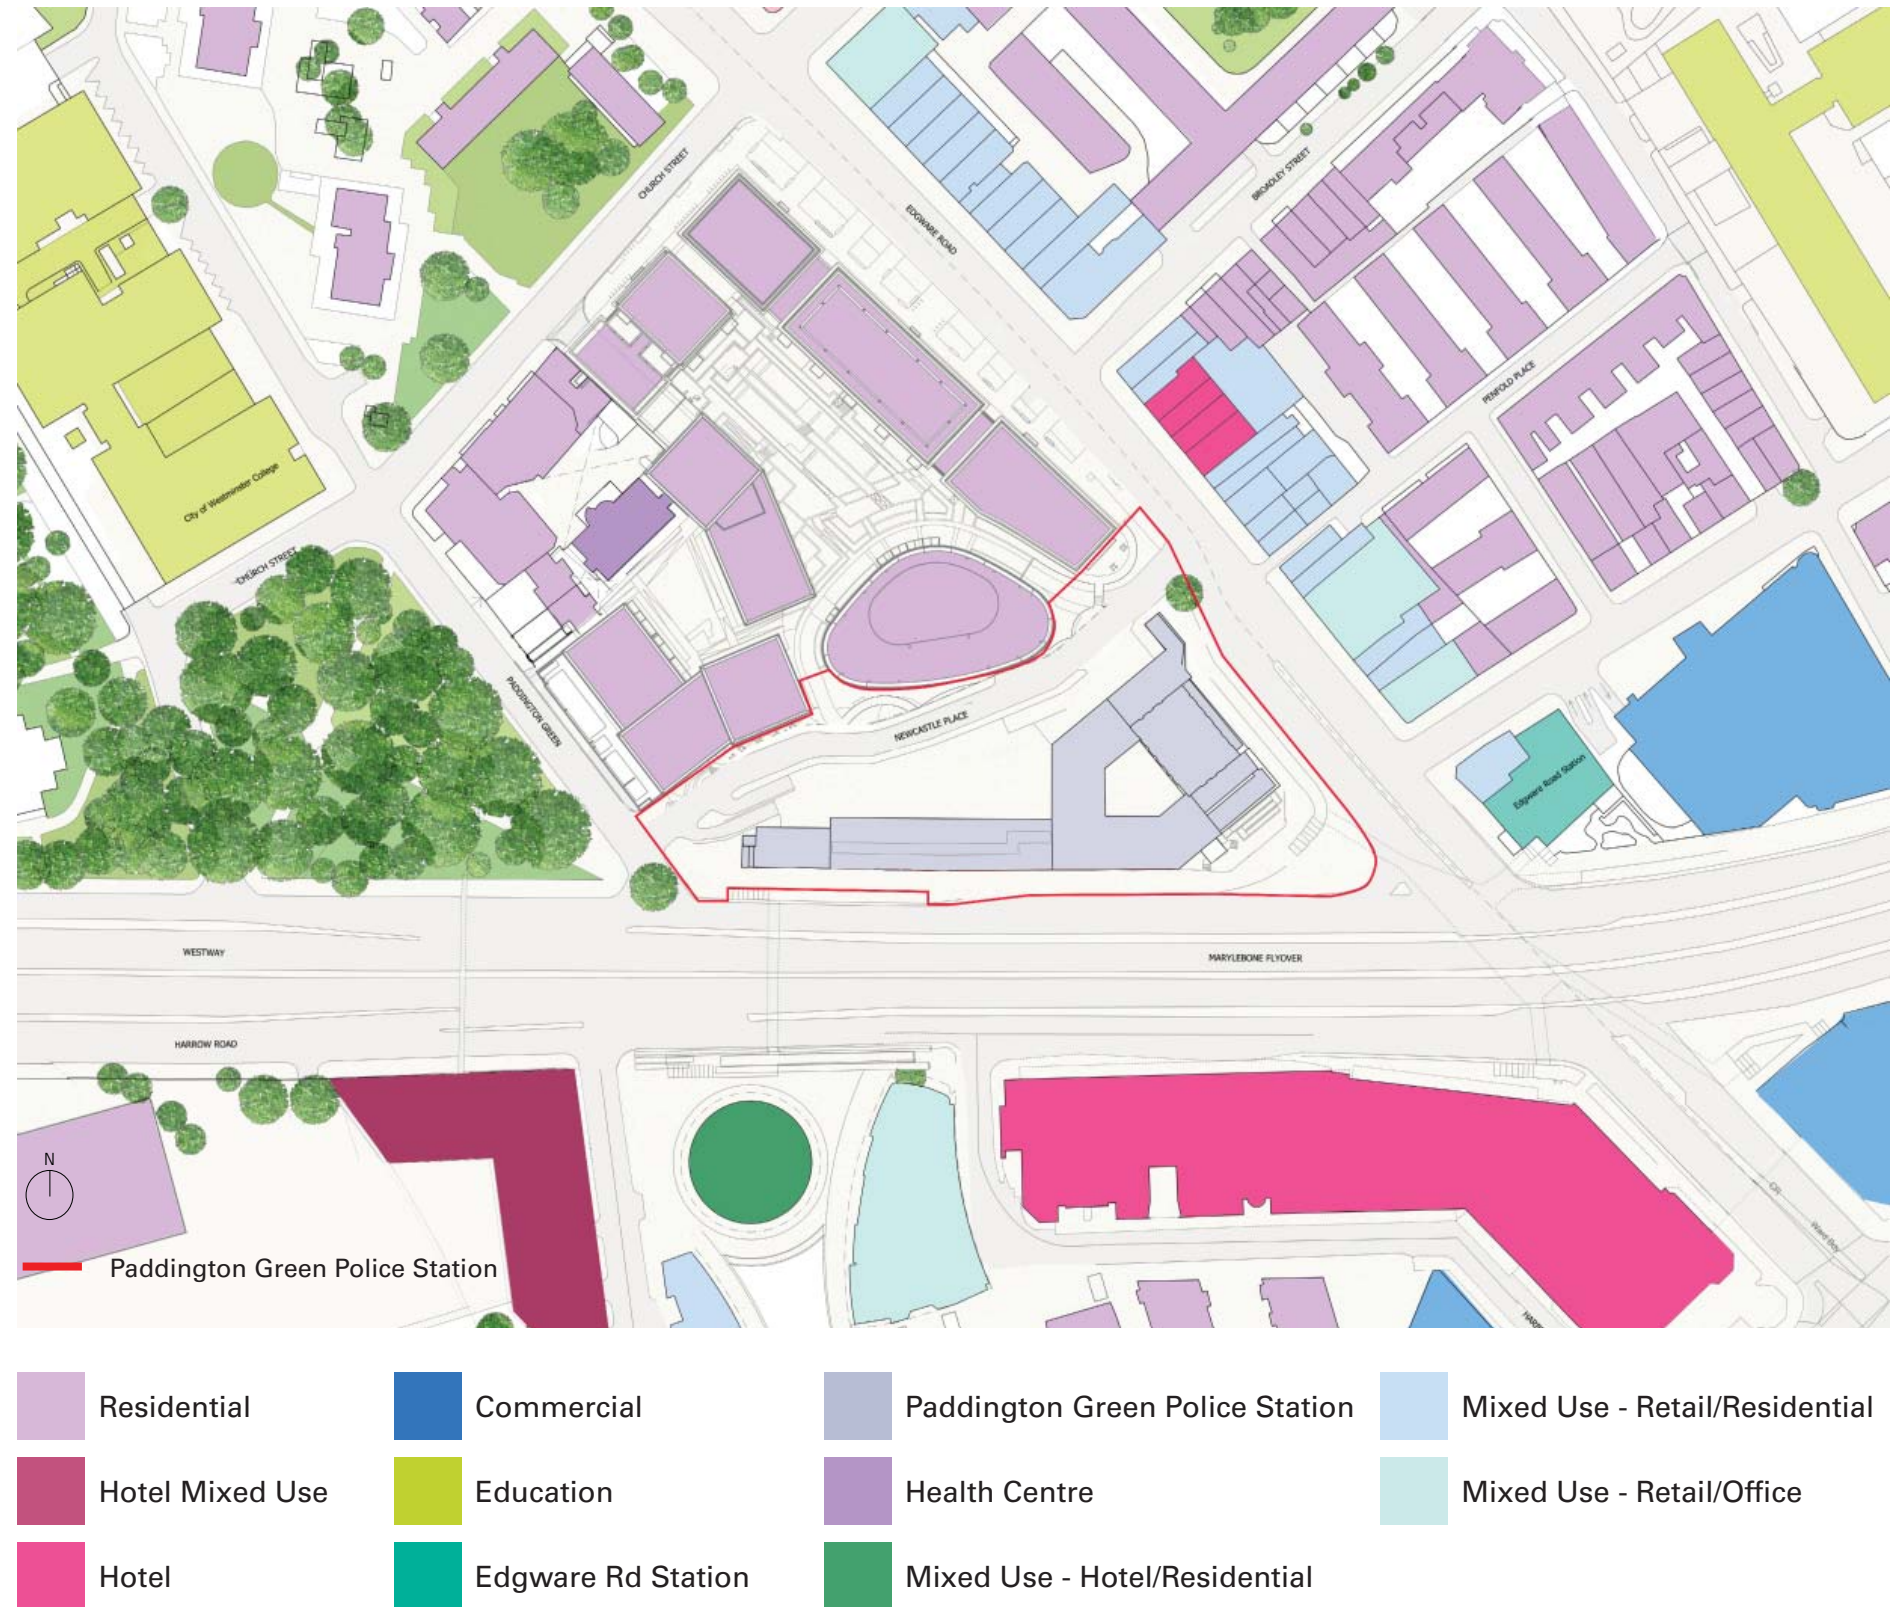 CHURCH STREET
EDGWARE ROAD
BROADLEY STREET
PENFOLD PLACE
City of Westminster College
CHURCH STREET
PADDINGTON GREEN
NEWCASTLE PLACE
Edgware Road Station
WESTWAY
MARYLEBONE FLYOVER
HARROW ROAD
N
Paddington Green Police Station
Residential
Commercial
Paddington Green Police Station
Mixed Use - Retail/Residential
Hotel Mixed Use
Education
Health Centre
Mixed Use - Retail/Office
Hotel
Edgware Rd Station
Mixed Use - Hotel/Residential